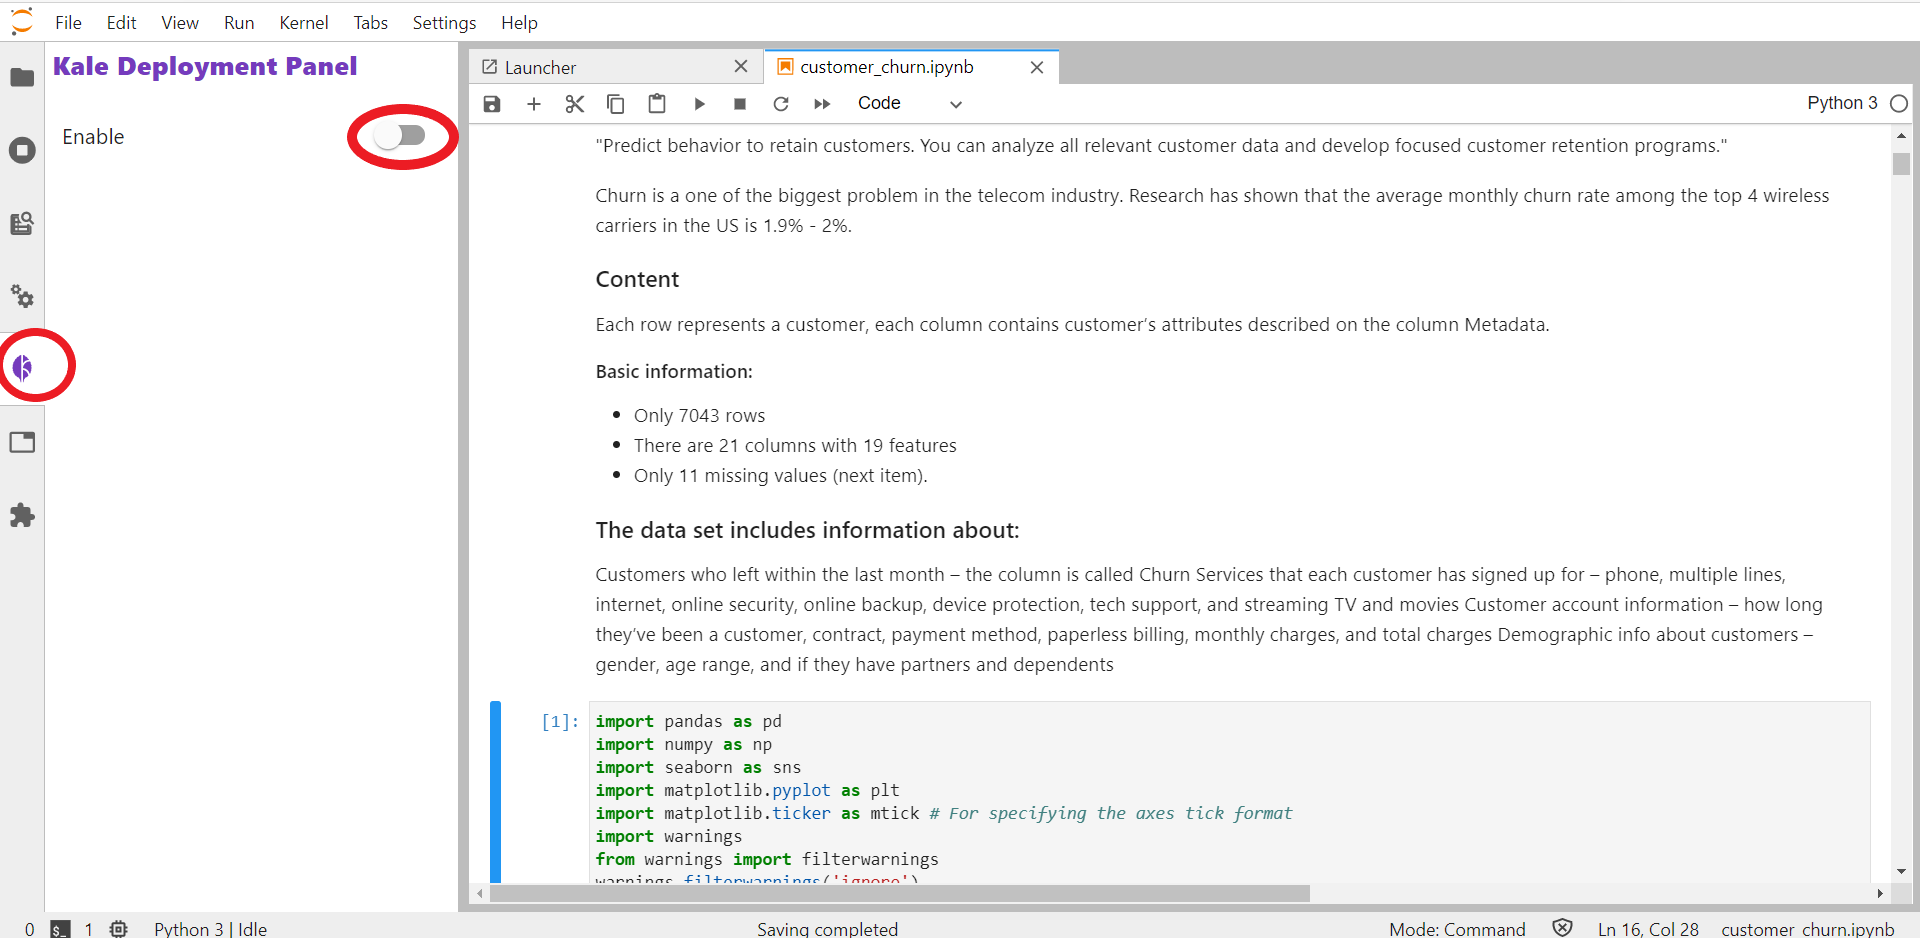 File Edit View Run Kernel Tabs Settings Help
Kale Deployment Panel
Enable
Launcher
customer_churn.ipynb
Code
Python 3
"Predict behavior to retain customers. You can analyze all relevant customer data and develop focused customer retention programs."
Churn is a one of the biggest problem in the telecom industry. Research has shown that the average monthly churn rate among the top 4 wireless
carriers in the US is 1.9% - 2%.
Content
Each row represents a customer, each column contains customer’s attributes described on the column Metadata.
Basic information:
• Only 7043 rows
• There are 21 columns with 19 features
• Only 11 missing values (next item).
The data set includes information about:
Customers who left within the last month – the column is called Churn Services that each customer has signed up for – phone, multiple lines,
internet, online security, online backup, device protection, tech support, and streaming TV and movies Customer account information – how long
they’ve been a customer, contract, payment method, paperless billing, monthly charges, and total charges Demographic info about customers –
gender, age range, and if they have partners and dependents
[1]: import pandas as pd
import numpy as np
import seaborn as sns
import matplotlib.pyplot as plt
import matplotlib.ticker as mtick # For specifying the axes tick format
import warnings
from warnings import filterwarnings
warnings.filterwarnings('ignore')
0 $_ 1 Python 3 | Idle Saving completed Mode: Command Ln 16, Col 28 customer_churn.ipynb